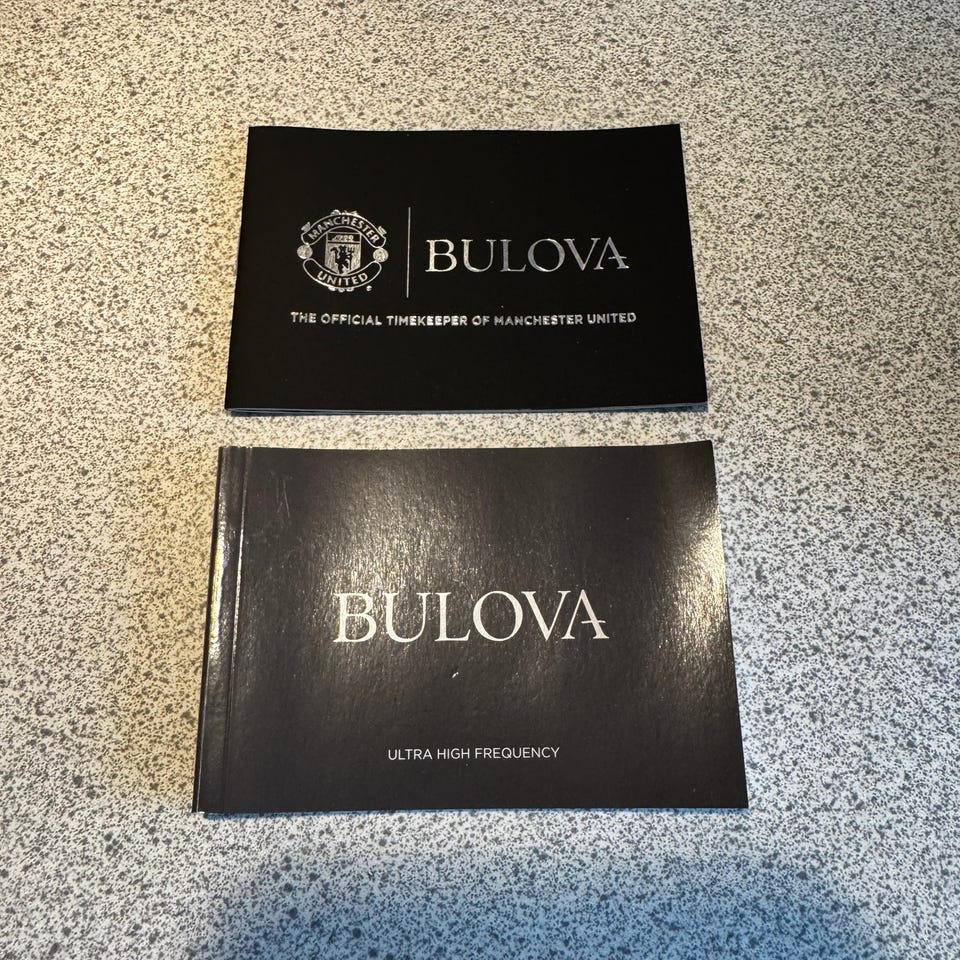 MANCHESTER
UNITED
BULOVA
THE OFFICIAL TIMEKEEPER OF MANCHESTER UNITED
BULOVA
ULTRA HIGH FREQUENCY